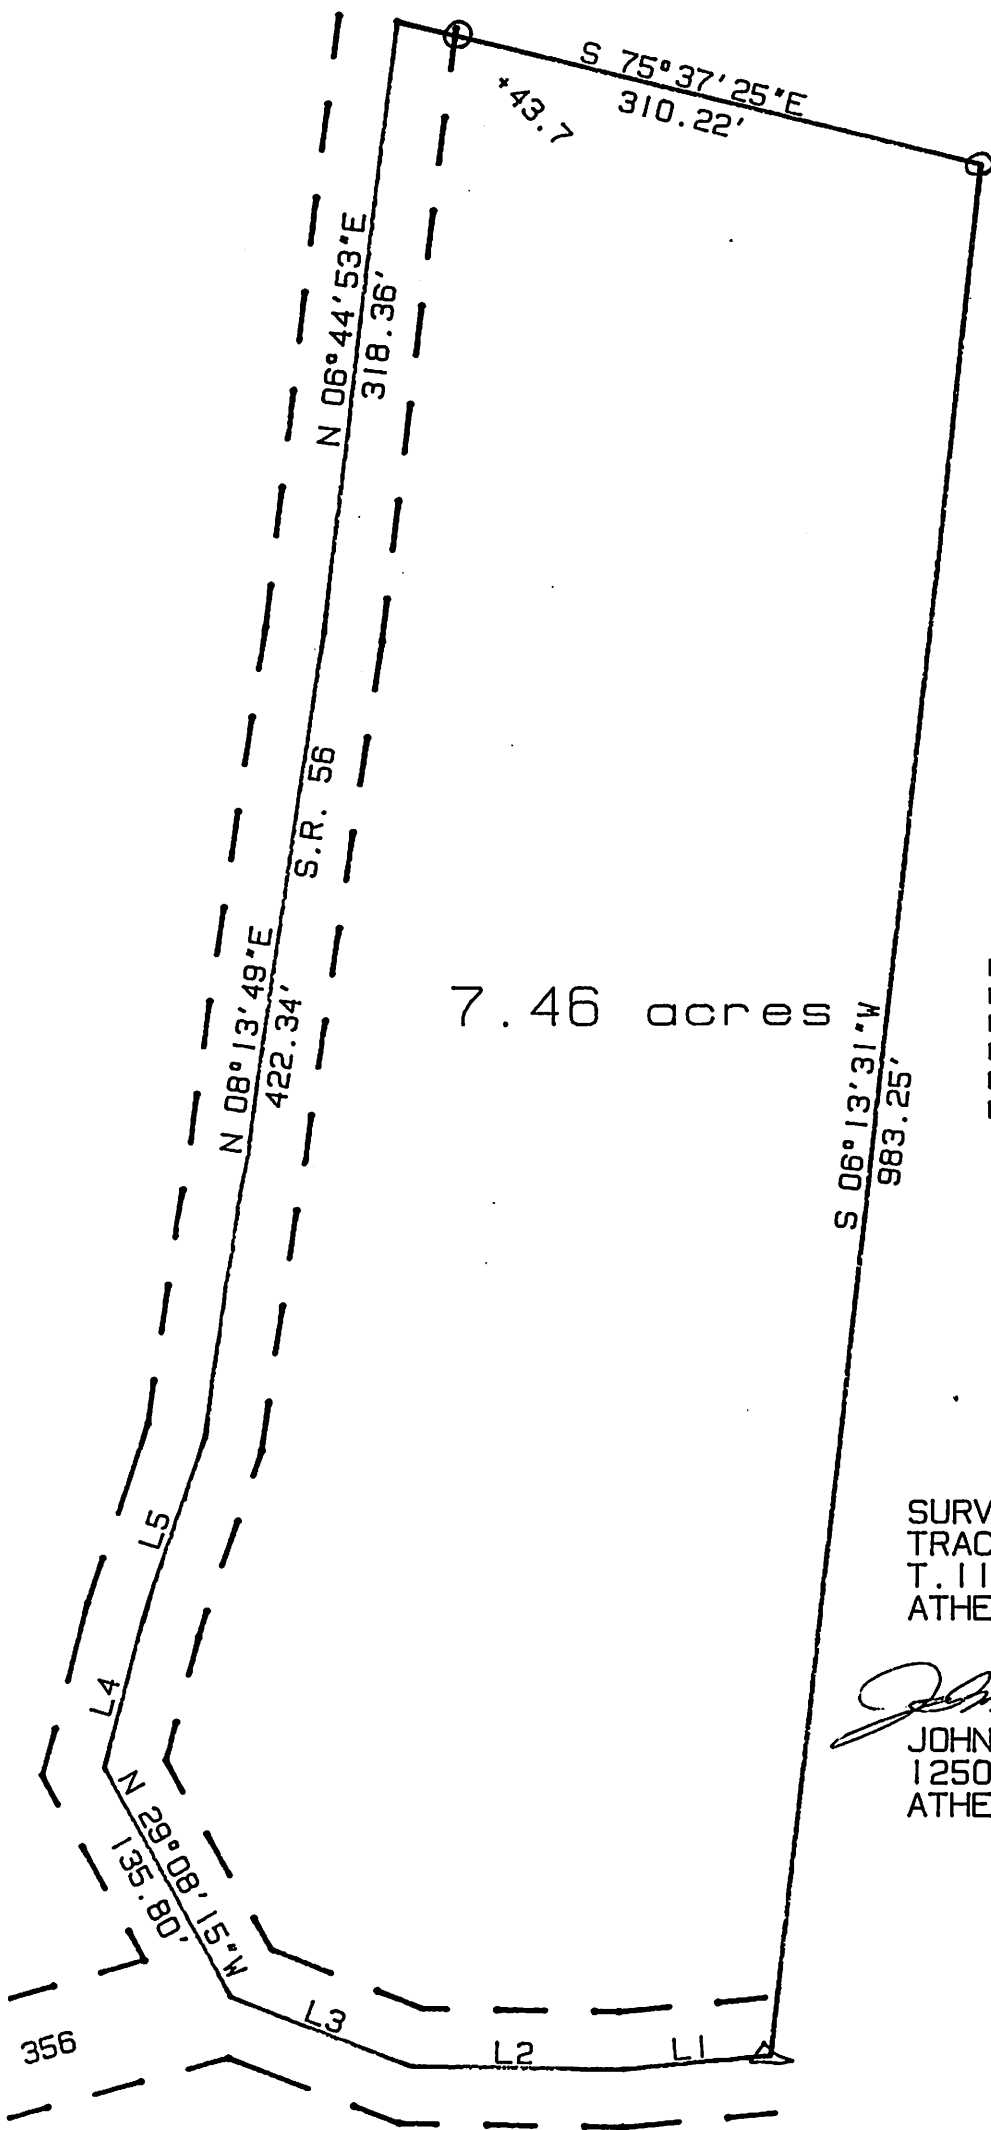 S 75°37'25"E
310.22'
*43.7
N 06°44'53"E
318.36'
S.R. 56
N 08°13'49"E
422.34'
7.46 acres
S 06°13'31"W
983.25'
L5
L4
N 29°08'15"W
135.80'
L3
L2
L1
356
SURV
TRAC
T.11
ATHE
JOHN
1250
ATHE